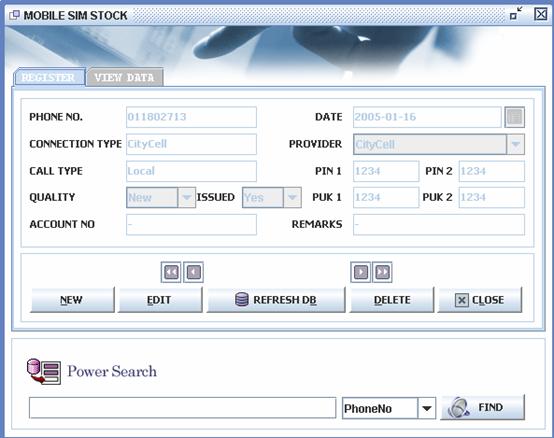 MOBILE SIM STOCK
REGISTER VIEW DATA
PHONE NO. 011802713 DATE 2005-01-16
CONNECTION TYPE CityCell PROVIDER CityCell
CALL TYPE Local PIN 1 1234 PIN 2 1234
QUALITY New ISSUED Yes PUK 1 1234 PUK 2 1234
ACCOUNT NO - REMARKS -
NEW EDIT REFRESH DB DELETE CLOSE
Power Search
PhoneNo FIND